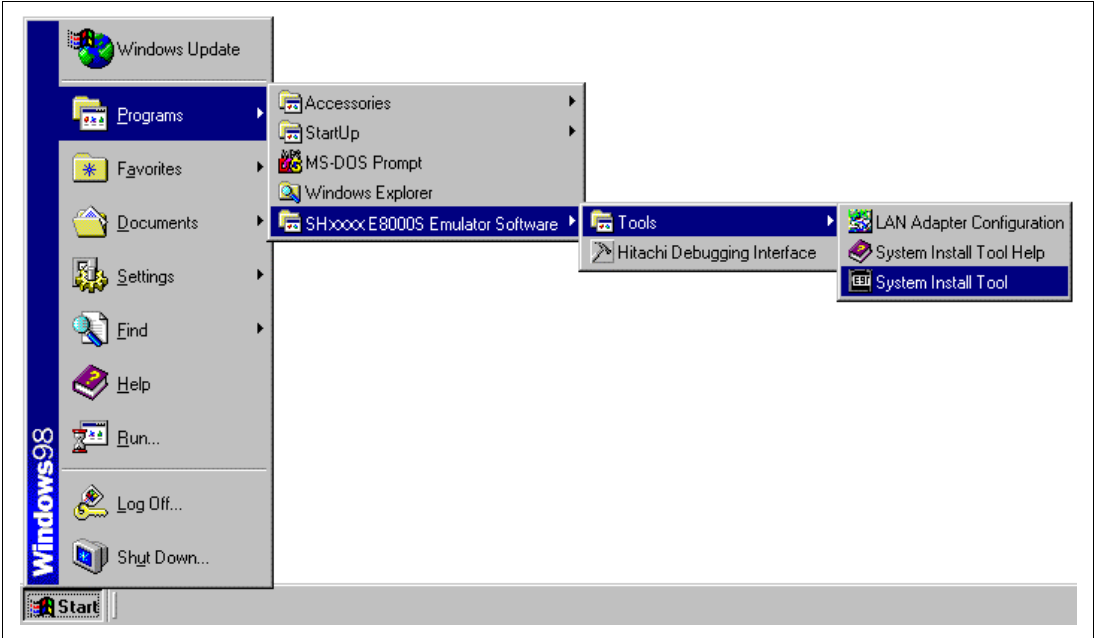 Windows Update
Programs
Favorites
Documents
Settings
Find
Help
Run...
Log Off...
Shut Down...
Windows98
Start
Accessories
StartUp
MS-DOS Prompt
Windows Explorer
SHxxxx E8000S Emulator Software
Tools
Hitachi Debugging Interface
LAN Adapter Configuration
System Install Tool Help
System Install Tool